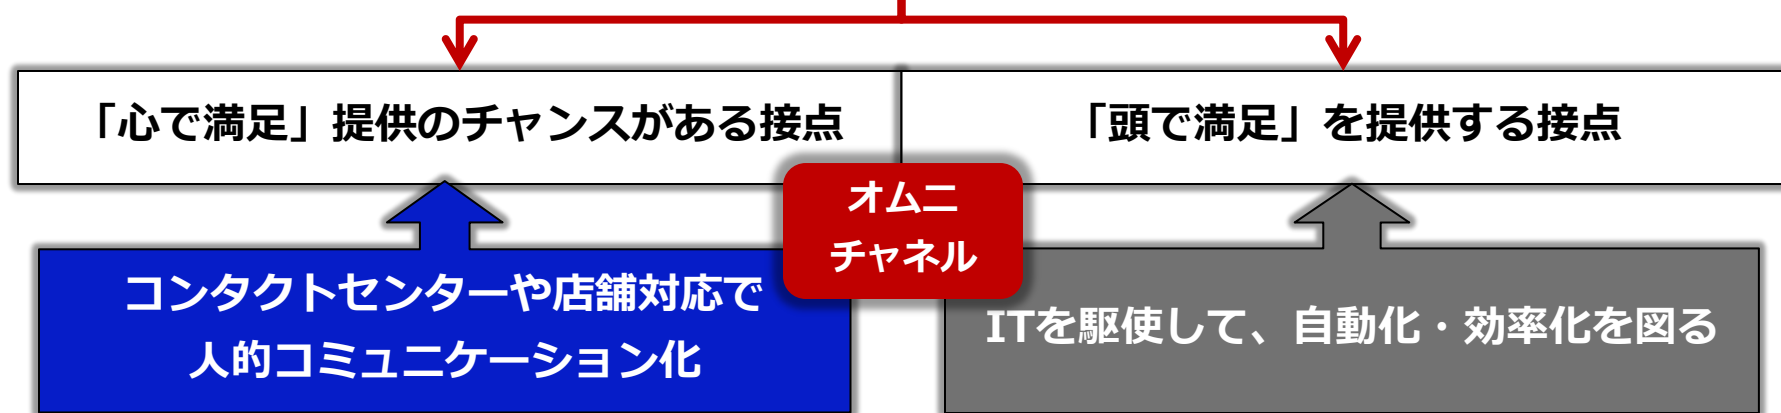 「心で満足」提供のチャンスがある接点
「頭で満足」を提供する接点
オムニ
チャネル
コンタクトセンターや店舗対応で
人的コミュニケーション化
ITを駆使して、自動化・効率化を図る